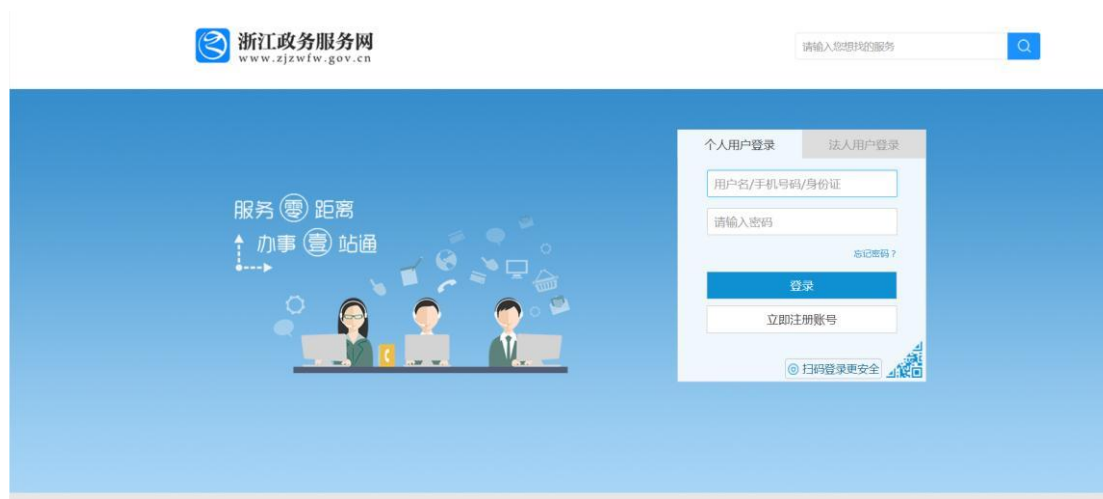 浙江政务服务网
www.zjzwfw.gov.cn
请输入您想找的服务
个人用户登录
法人用户登录
用户名/手机号码/身份证
请输入密码
忘记密码?
登录
立即注册账号
扫码登录更安全
服务零距离
办事壹站通